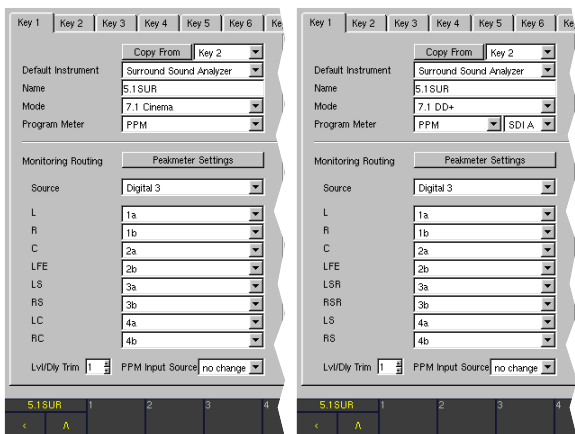 Key 1 Key 2 Key 3 Key 4 Key 5 Key 6 Ke
Copy From Key 2
Default Instrument Surround Sound Analyzer
Name 5.1SUR
Mode 7.1 Cinema
Program Meter PPM
Monitoring Routing Peakmeter Settings
Source Digital 3
L 1a
R 1b
C 2a
LFE 2b
LS 3a
RS 3b
LC 4a
RC 4b
Lvl/Dly Trim 1 PPM Input Source no change
5.1SUR 1 2 3 4
< Λ
Key 1 Key 2 Key 3 Key 4 Key 5 Key 6 Ke
Copy From Key 2
Default Instrument Surround Sound Analyzer
Name 5.1SUR
Mode 7.1 DD+
Program Meter PPM SDI A
Monitoring Routing Peakmeter Settings
Source Digital 3
L 1a
R 1b
C 2a
LFE 2b
LSR 3a
RSR 3b
LS 4a
RS 4b
Lvl/Dly Trim 1 PPM Input Source no change
5.1SUR 1 2 3 4
< Λ